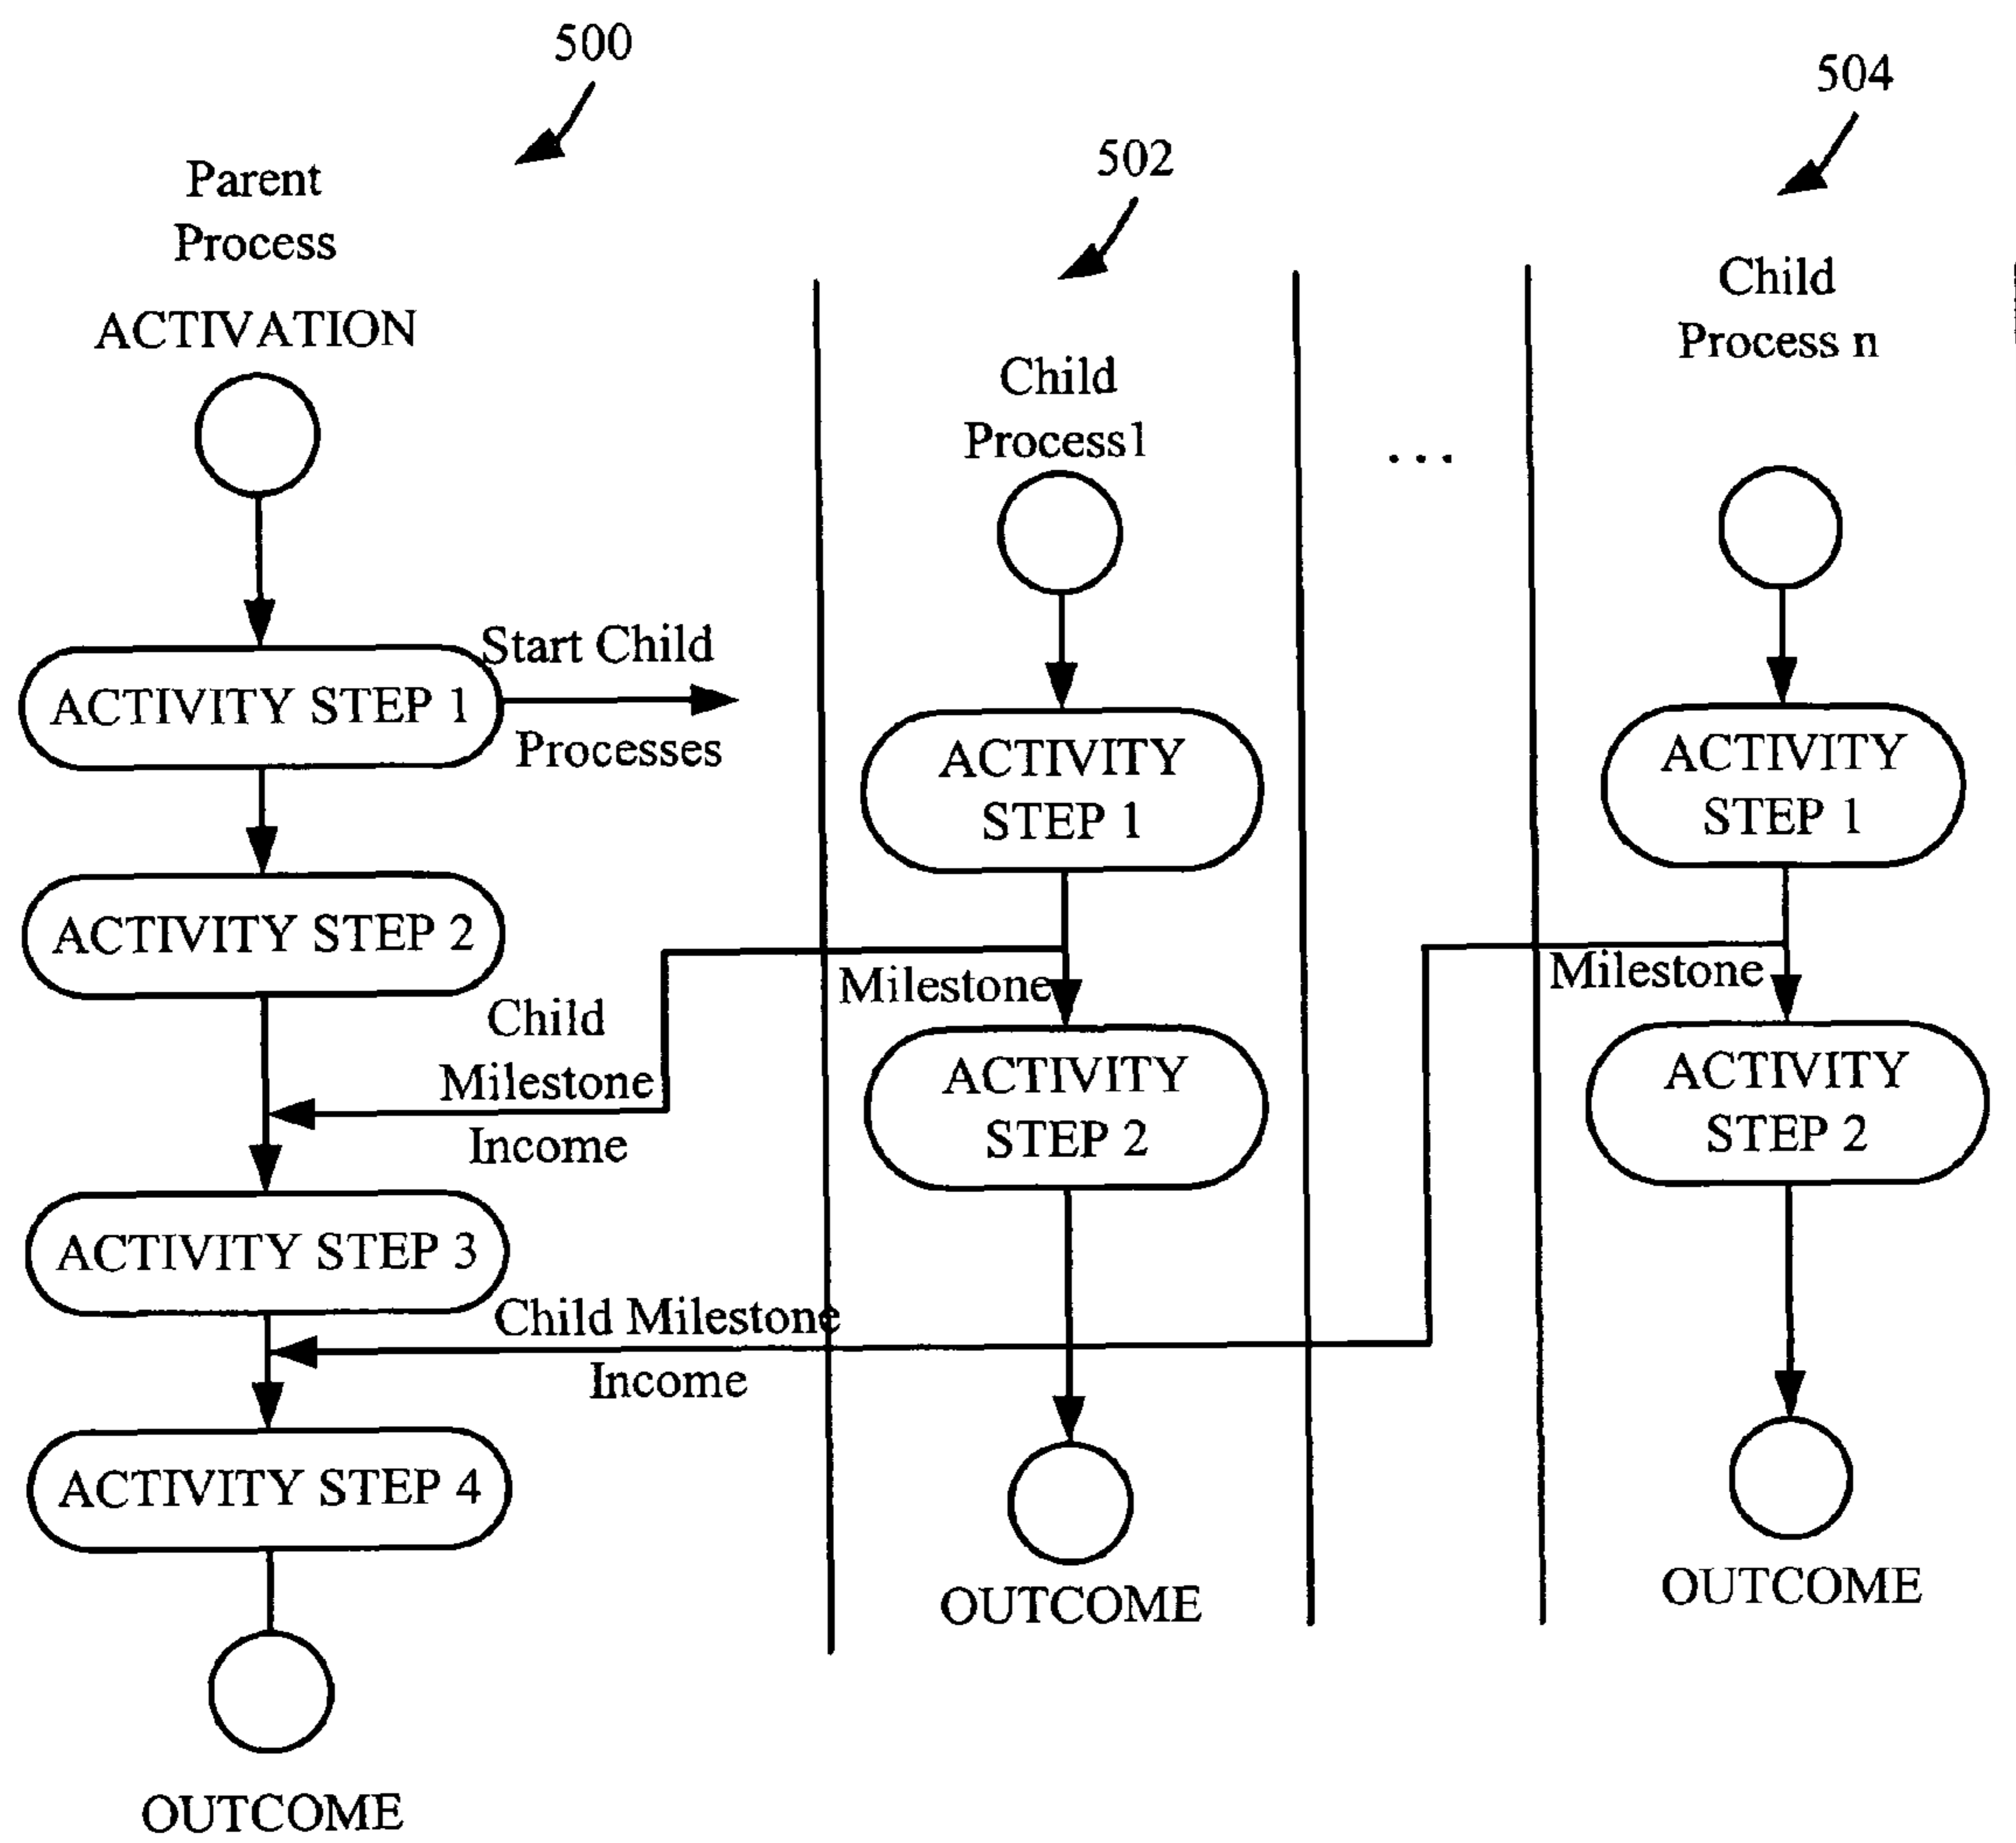 500
Parent
Process
ACTIVATION
ACTIVITY STEP 1
Start Child
Processes
ACTIVITY STEP 2
Child
Milestone
Income
ACTIVITY STEP 3
Child Milestone
Income
ACTIVITY STEP 4
OUTCOME
502
Child
Process1
ACTIVITY
STEP 1
Milestone
ACTIVITY
STEP 2
OUTCOME
...
504
Child
Process n
ACTIVITY
STEP 1
Milestone
ACTIVITY
STEP 2
OUTCOME